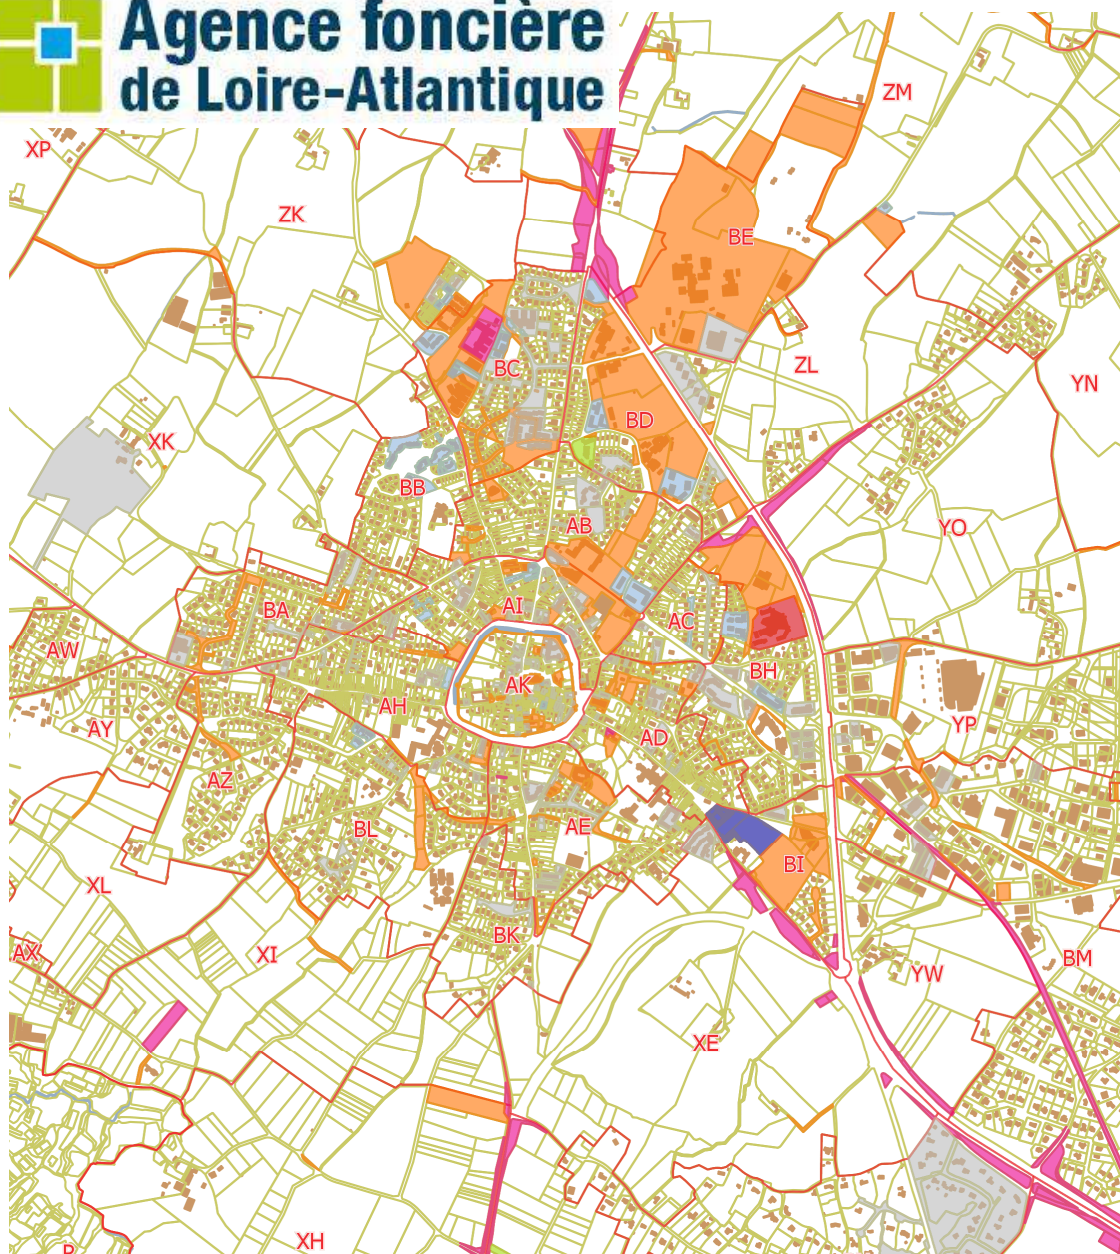 Agence foncière
de Loire-Atlantique
ZM
XP
ZK
BE
ZL
BC
YN
BD
XK
BB
AB
YO
AI
BA
AC
AW
BH
AK
AH
AY
AD
YP
AZ
BL
AE
BI
XL
BK
AX
XI
BM
YW
XE
XH